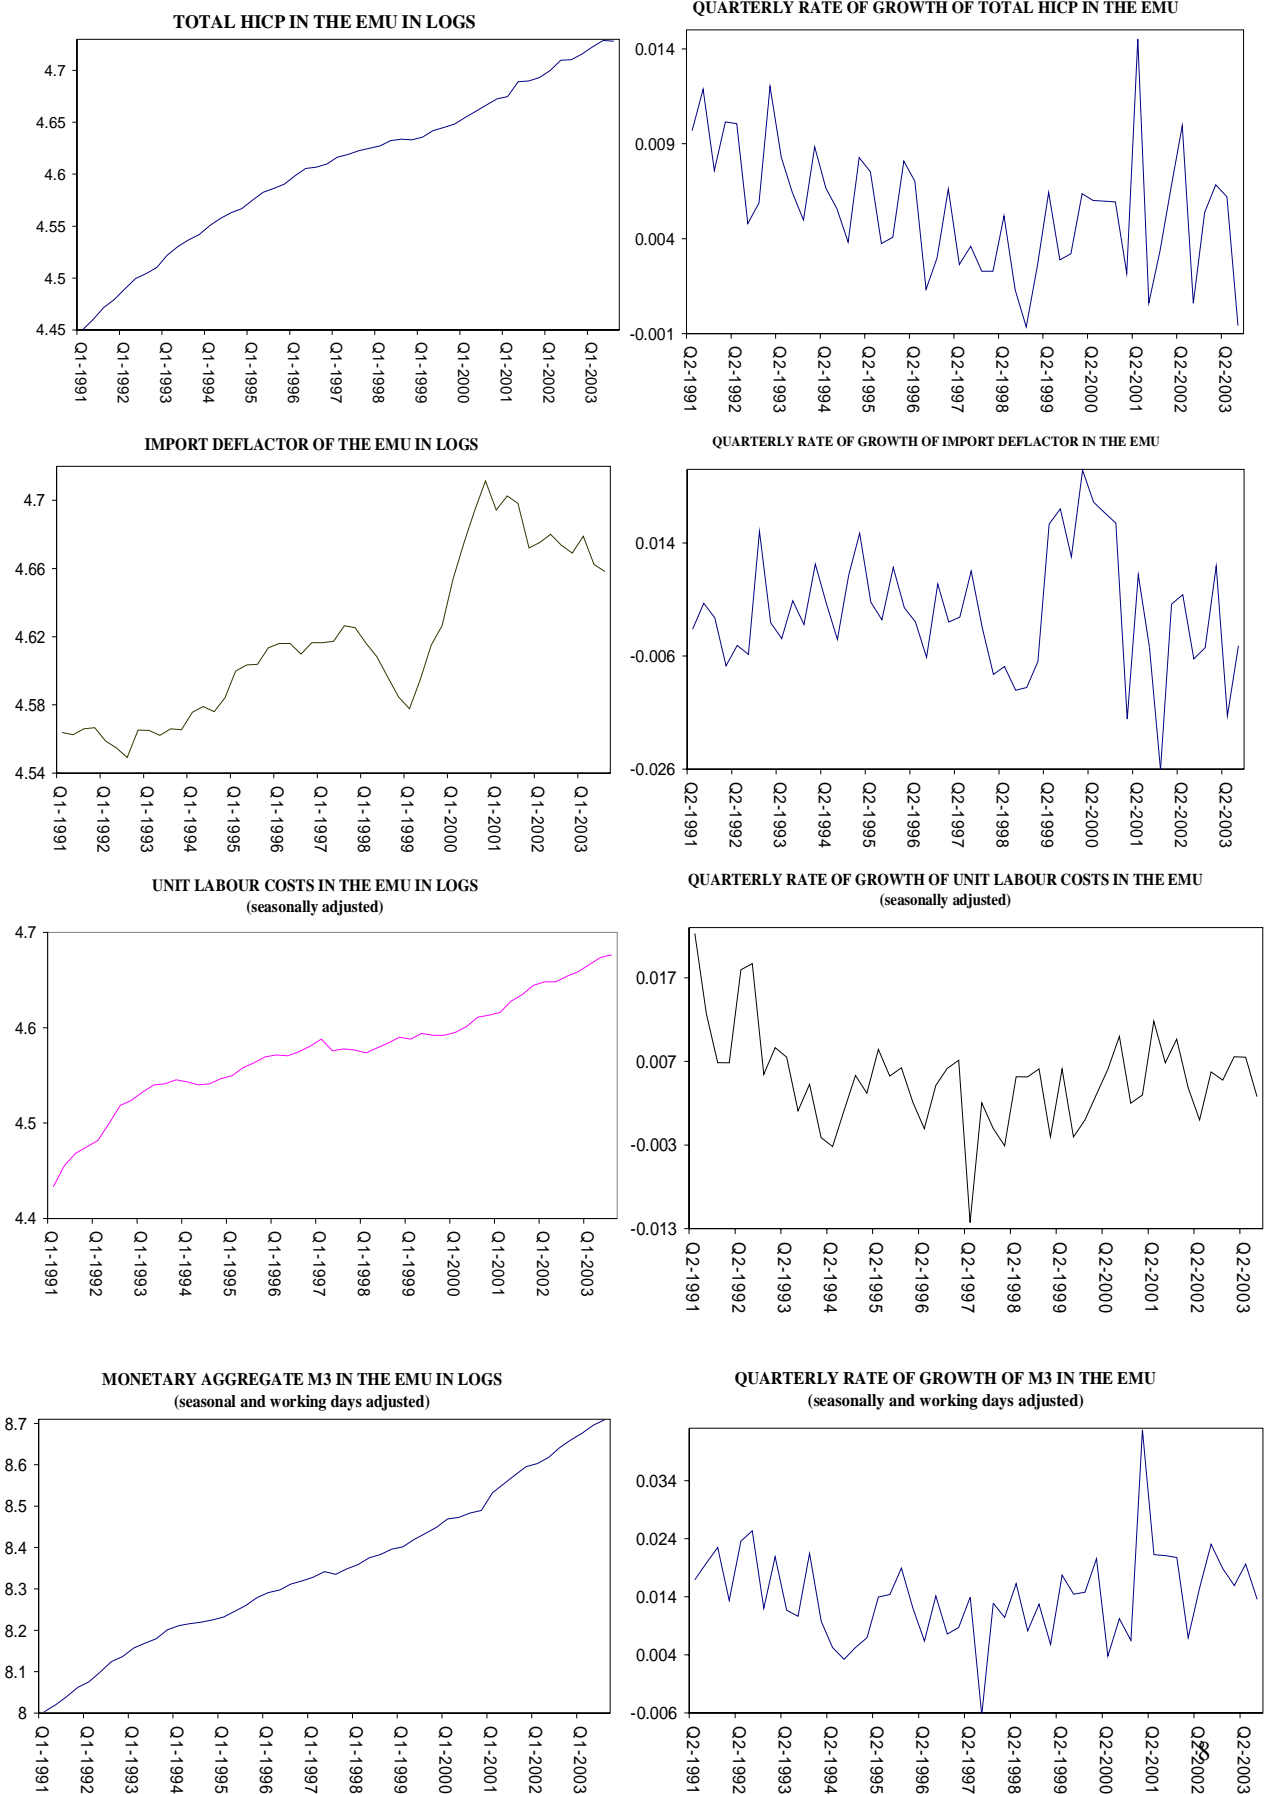 TOTAL HICP IN THE EMU IN LOGS
4.7
4.65
4.6
4.55
4.5
4.45
Q1-1991
Q1-1992
Q1-1993
Q1-1994
Q1-1995
Q1-1996
Q1-1997
Q1-1998
Q1-1999
Q1-2000
Q1-2001
Q1-2002
Q1-2003
QUARTERLY RATE OF GROWTH OF TOTAL HICP IN THE EMU
0.014
0.009
0.004
-0.001
Q2-1991
Q2-1992
Q2-1993
Q2-1994
Q2-1995
Q2-1996
Q2-1997
Q2-1998
Q2-1999
Q2-2000
Q2-2001
Q2-2002
Q2-2003
IMPORT DEFLACTOR OF THE EMU IN LOGS
4.7
4.66
4.62
4.58
4.54
Q1-1991
Q1-1992
Q1-1993
Q1-1994
Q1-1995
Q1-1996
Q1-1997
Q1-1998
Q1-1999
Q1-2000
Q1-2001
Q1-2002
Q1-2003
QUARTERLY RATE OF GROWTH OF IMPORT DEFLACTOR IN THE EMU
0.014
-0.006
-0.026
Q2-1991
Q2-1992
Q2-1993
Q2-1994
Q2-1995
Q2-1996
Q2-1997
Q2-1998
Q2-1999
Q2-2000
Q2-2001
Q2-2002
Q2-2003
UNIT LABOUR COSTS IN THE EMU IN LOGS
(seasonally adjusted)
4.7
4.6
4.5
4.4
Q1-1991
Q1-1992
Q1-1993
Q1-1994
Q1-1995
Q1-1996
Q1-1997
Q1-1998
Q1-1999
Q1-2000
Q1-2001
Q1-2002
Q1-2003
QUARTERLY RATE OF GROWTH OF UNIT LABOUR COSTS IN THE EMU
(seasonally adjusted)
0.017
0.007
-0.003
-0.013
Q2-1991
Q2-1992
Q2-1993
Q2-1994
Q2-1995
Q2-1996
Q2-1997
Q2-1998
Q2-1999
Q2-2000
Q2-2001
Q2-2002
Q2-2003
MONETARY AGGREGATE M3 IN THE EMU IN LOGS
(seasonal and working days adjusted)
8.7
8.6
8.5
8.4
8.3
8.2
8.1
8
Q1-1991
Q1-1992
Q1-1993
Q1-1994
Q1-1995
Q1-1996
Q1-1997
Q1-1998
Q1-1999
Q1-2000
Q1-2001
Q1-2002
Q1-2003
QUARTERLY RATE OF GROWTH OF M3 IN THE EMU
(seasonally and working days adjusted)
0.034
0.024
0.014
0.004
-0.006
Q2-1991
Q2-1992
Q2-1993
Q2-1994
Q2-1995
Q2-1996
Q2-1997
Q2-1998
Q2-1999
Q2-2000
Q2-2001
Q2-2002
Q2-2003
8